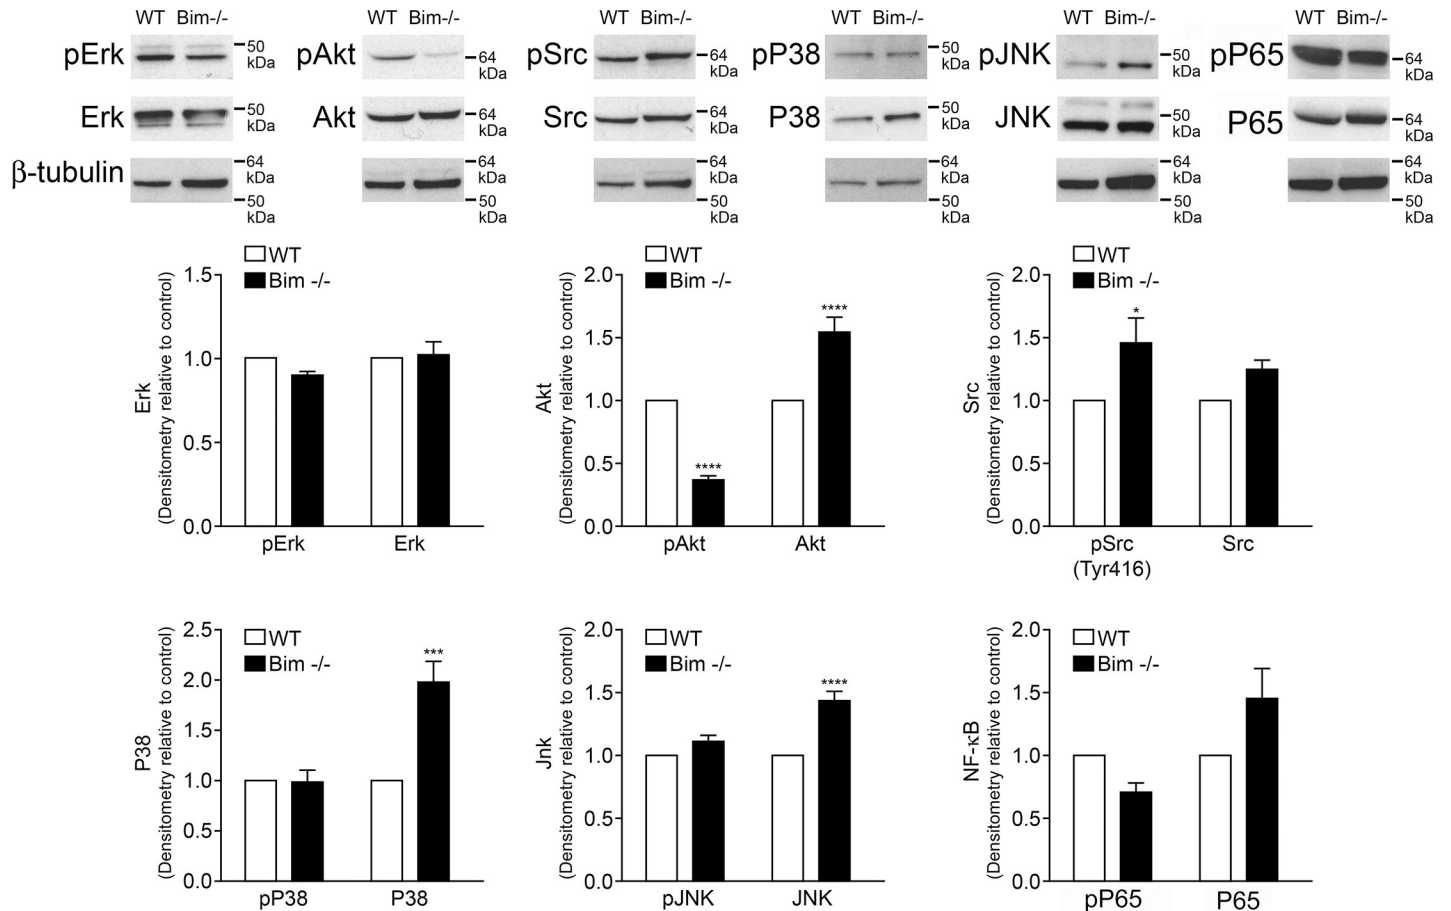 WT Bim-/- WT Bim-/- WT Bim-/- WT Bim-/- WT Bim-/- WT Bim-/-
pErk 50 kDa pAkt 64 kDa pSrc 64 kDa pP38 50 kDa pJNK 50 kDa pP65 64 kDa
Erk 50 kDa Akt 64 kDa Src 64 kDa P38 50 kDa JNK 50 kDa P65 64 kDa
β-tubulin 64 kDa 64 kDa 64 kDa 64 kDa 64 kDa 64 kDa
50 kDa 50 kDa 50 kDa 50 kDa 50 kDa 50 kDa
WT
Bim -/-
Erk
(Densitometry relative to control)
1.5
1.0
0.5
0.0
pErk Erk
WT
Bim -/-
Akt
(Densitometry relative to control)
2.0
1.5
1.0
0.5
0.0
****
****
pAkt Akt
WT
Bim -/-
Src
(Densitometry relative to control)
2.0
1.5
1.0
0.5
0.0
*
pSrc Src
(Tyr416)
WT
Bim -/-
P38
(Densitometry relative to control)
2.5
2.0
1.5
1.0
0.5
0.0
***
pP38 P38
WT
Bim -/-
Jnk
(Densitometry relative to control)
2.0
1.5
1.0
0.5
0.0
****
pJNK JNK
WT
Bim -/-
NF-κB
(Densitometry relative to control)
2.0
1.5
1.0
0.5
0.0
pP65 P65